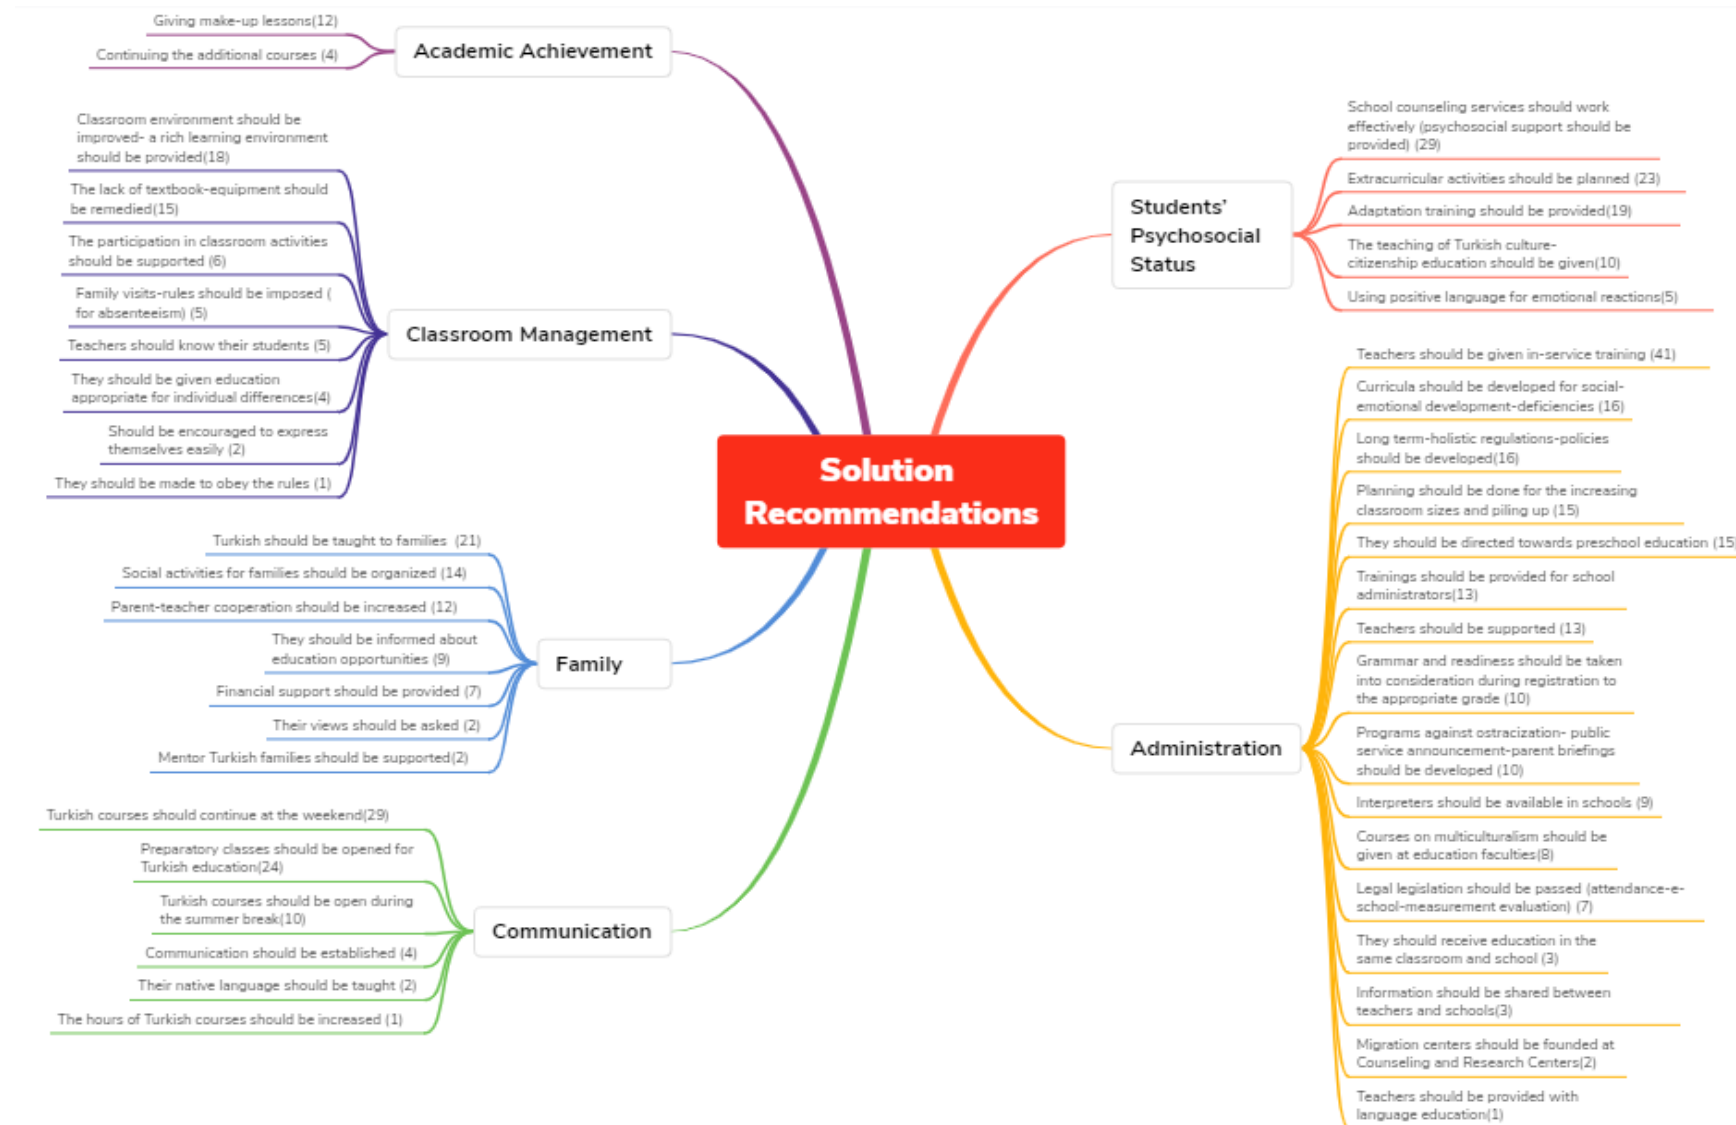 Giving make-up lessons(12)
Continuing the additional courses (4)
Academic Achievement
Classroom environment should be
improved- a rich learning environment
should be provided(18)
The lack of textbook-equipment should
be remedied(15)
The participation in classroom activities
should be supported (6)
Family visits-rules should be imposed (
for absenteeism) (5)
Teachers should know their students (5)
They should be given education
appropriate for individual differences(4)
Should be encouraged to express
themselves easily (2)
They should be made to obey the rules (1)
Classroom Management
Turkish should be taught to families (21)
Social activities for families should be organized (14)
Parent-teacher cooperation should be increased (12)
They should be informed about
education opportunities (9)
Financial support should be provided (7)
Their views should be asked (2)
Mentor Turkish families should be supported(2)
Family
Turkish courses should continue at the weekend(29)
Preparatory classes should be opened for
Turkish education(24)
Turkish courses should be open during
the summer break(10)
Communication should be established (4)
Their native language should be taught (2)
The hours of Turkish courses should be increased (1)
Communication
Solution
Recommendations
Students'
Psychosocial
Status
School counseling services should work
effectively (psychosocial support should be
provided) (29)
Extracurricular activities should be planned (23)
Adaptation training should be provided(19)
The teaching of Turkish culture-
citizenship education should be given(10)
Using positive language for emotional reactions(5)
Administration
Teachers should be given in-service training (41)
Curricula should be developed for social-
emotional development-deficiencies (16)
Long term-holistic regulations-policies
should be developed(16)
Planning should be done for the increasing
classroom sizes and piling up (15)
They should be directed towards preschool education (15)
Trainings should be provided for school
administrators(13)
Teachers should be supported (13)
Grammar and readiness should be taken
into consideration during registration to
the appropriate grade (10)
Programs against ostracization- public
service announcement-parent briefings
should be developed (10)
Interpreters should be available in schools (9)
Courses on multiculturalism should be
given at education faculties(8)
Legal legislation should be passed (attendance-e-
school-measurement evaluation) (7)
They should receive education in the
same classroom and school (3)
Information should be shared between
teachers and schools(3)
Migration centers should be founded at
Counseling and Research Centers(2)
Teachers should be provided with
language education(1)